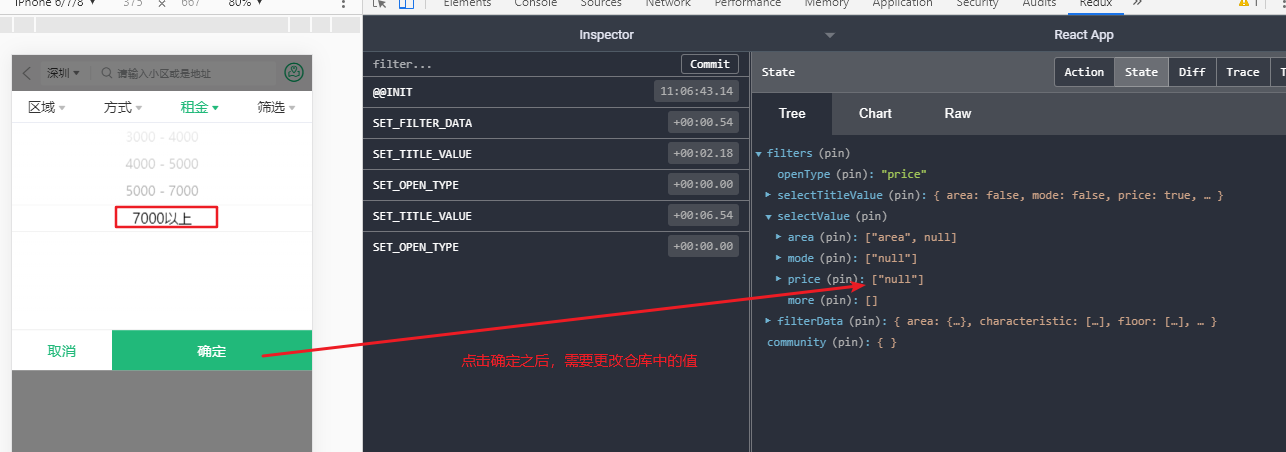 iPhone 6/7/8 ▼ 375 × 667 80% ▼
Elements Console Sources Network Performance Memory Application Security Audits Redux » 1
Inspector
React App
filter...
Commit
State
Action State Diff Trace T
@@INIT 11:06:43.14
SET_FILTER_DATA +00:00.54
SET_TITLE_VALUE +00:02.18
SET_OPEN_TYPE +00:00.00
SET_TITLE_VALUE +00:06.54
SET_OPEN_TYPE +00:00.00
Tree Chart Raw
filters (pin)
openType (pin): "price"
selectTitleValue (pin): { area: false, mode: false, price: true, … }
selectValue (pin)
area (pin): ["area", null]
mode (pin): ["null"]
price (pin): ["null"]
more (pin): []
filterData (pin): { area: {…}, characteristic: […], floor: […], … }
community (pin): { }
深圳 请输入小区或是地址
区域 方式 租金 筛选
3000 - 4000
4000 - 5000
5000 - 7000
7000以上
取消 确定
点击确定之后，需要更改仓库中的值